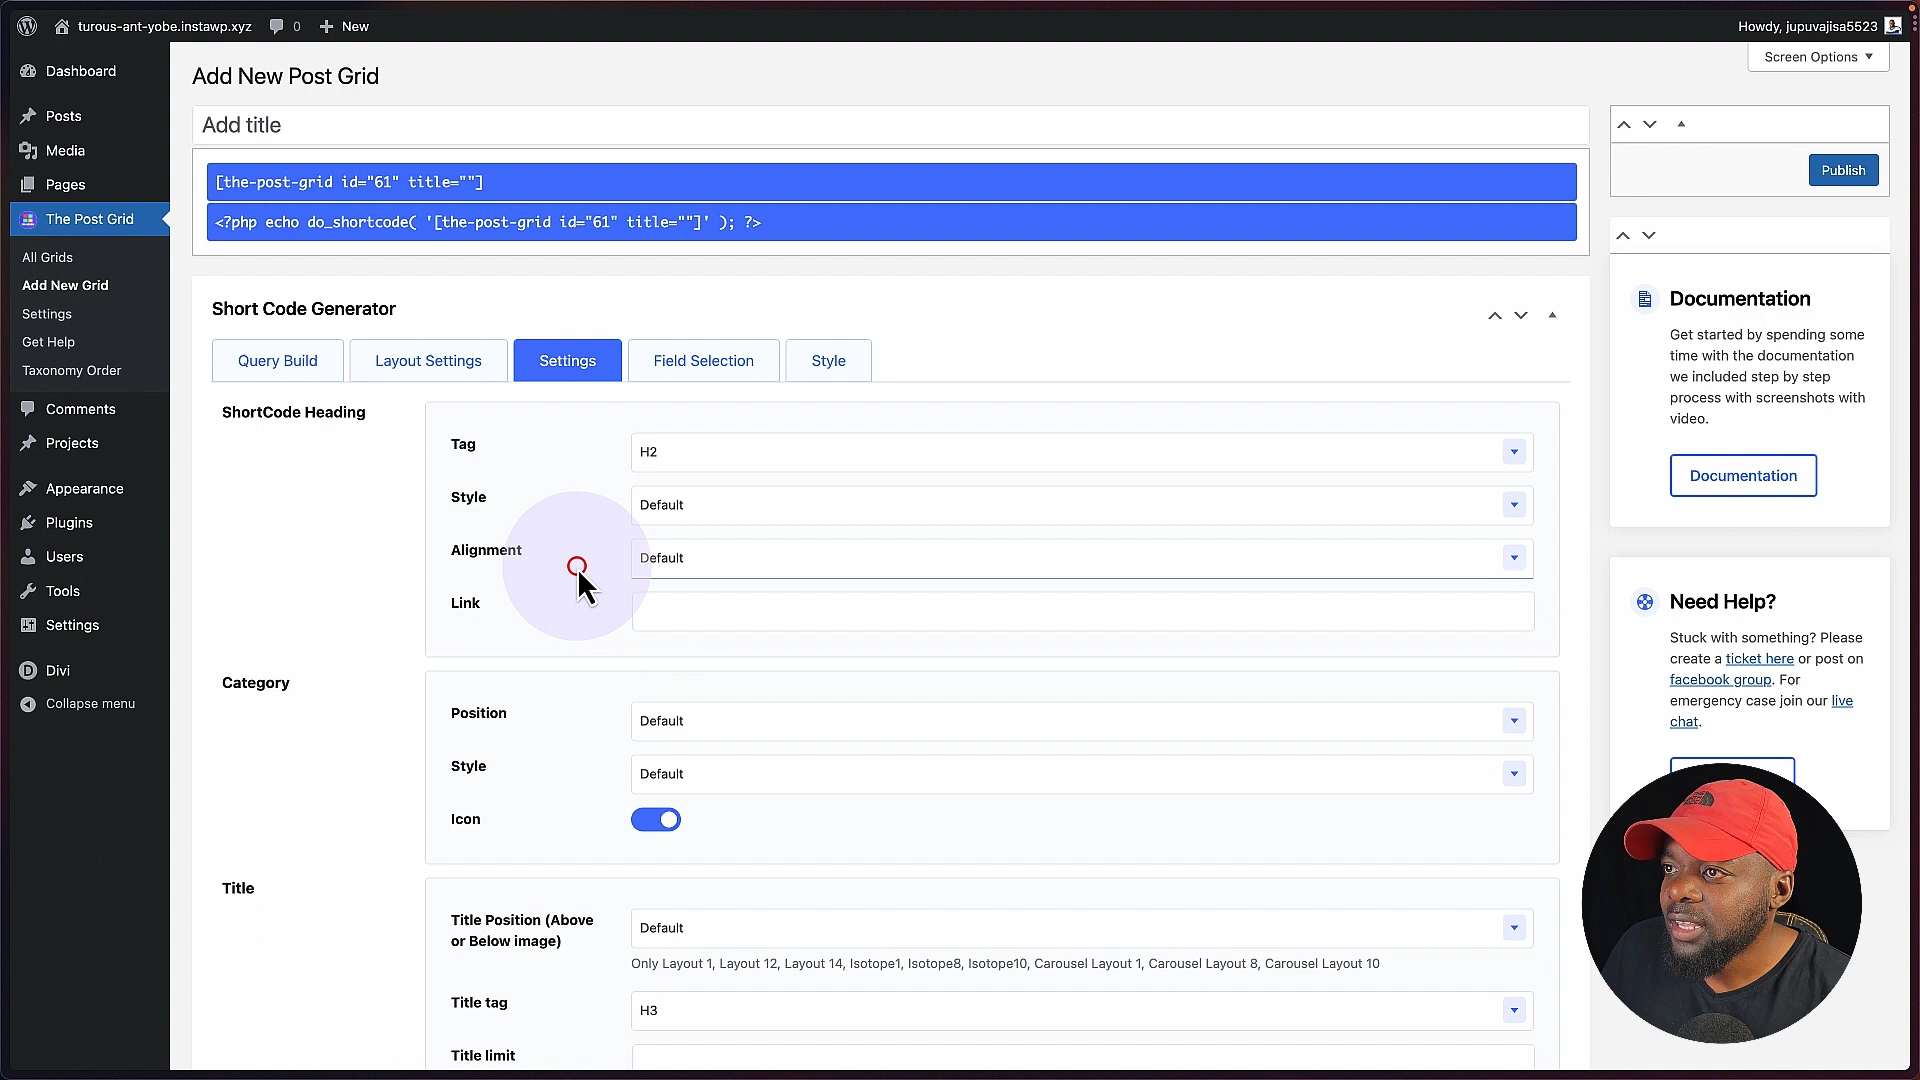 turous-ant-yobe.instawp.xyz
0
New
Howdy, jupuvajisa5523
Screen Options
Dashboard
Posts
Media
Pages
The Post Grid
All Grids
Add New Grid
Settings
Get Help
Taxonomy Order
Comments
Projects
Appearance
Plugins
Users
Tools
Settings
Divi
Collapse menu
Add New Post Grid
Add title
[the-post-grid id="61" title=""]
<?php echo do_shortcode( '[the-post-grid id="61" title=""]' ); ?>
Short Code Generator
Query Build
Layout Settings
Settings
Field Selection
Style
ShortCode Heading
Tag
H2
Style
Default
Alignment
Default
Link
Category
Position
Default
Style
Default
Icon
Title
Title Position (Above
or Below image)
Default
Only Layout 1, Layout 12, Layout 14, Isotope1, Isotope8, Isotope10, Carousel Layout 1, Carousel Layout 8, Carousel Layout 10
Title tag
H3
Title limit
Publish
Documentation
Get started by spending some
time with the documentation
we included step by step
process with screenshots with
video.
Documentation
Need Help?
Stuck with something? Please
create a ticket here or post on
facebook group. For
emergency case join our live
chat.